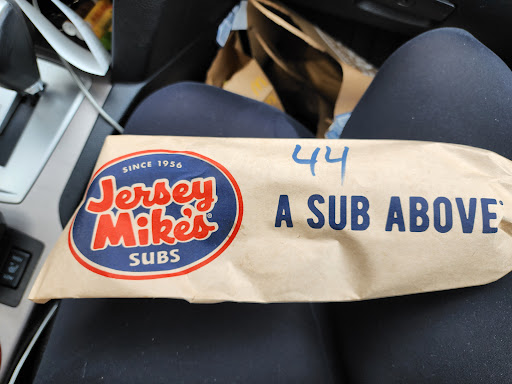 SINCE 1956
Jersey
Mike's
SUBS
44
A SUB ABOVE